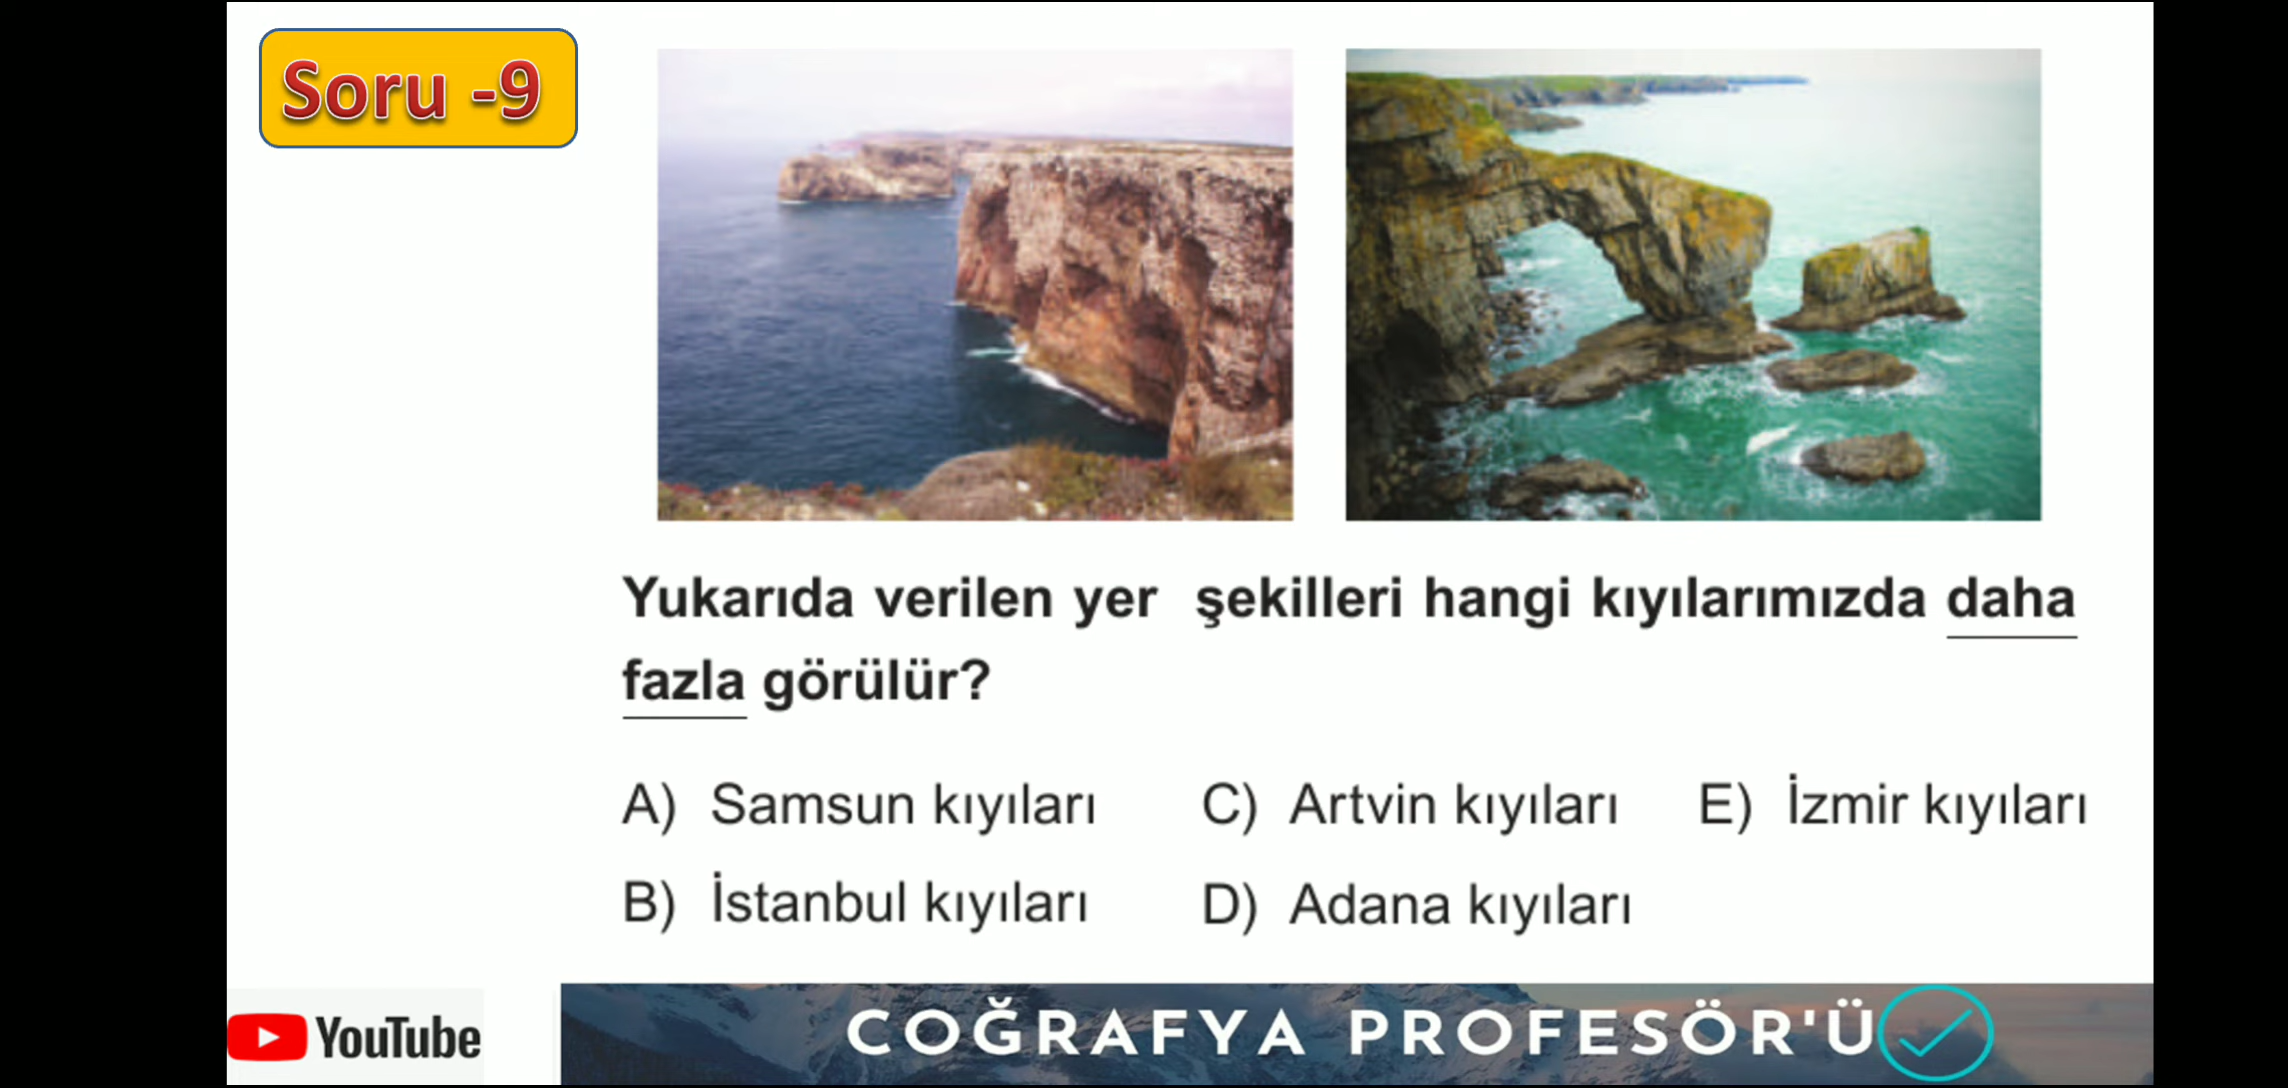 Soru -9
Yukarıda verilen yer şekilleri hangi kıyılarımızda daha
fazla görülür?
A) Samsun kıyıları C) Artvin kıyıları E) İzmir kıyıları
B) İstanbul kıyıları D) Adana kıyıları
YouTube
COĞRAFYA PROFESÖR'Ü